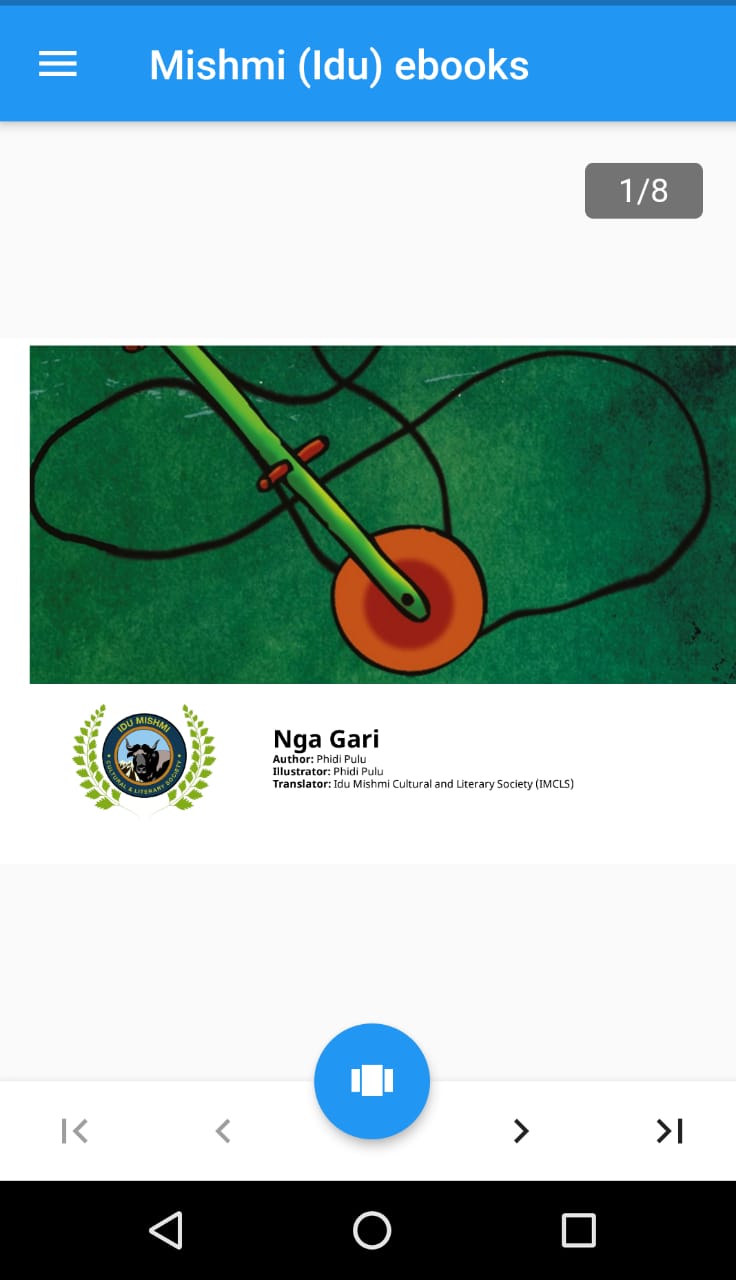 Mishmi (Idu) ebooks
1/8
IDU MISHMI
CULTURAL & LITERARY SOCIETY
Nga Gari
Author: Phidi Pulu
Illustrator: Phidi Pulu
Translator: Idu Mishmi Cultural and Literary Society (IMCLS)